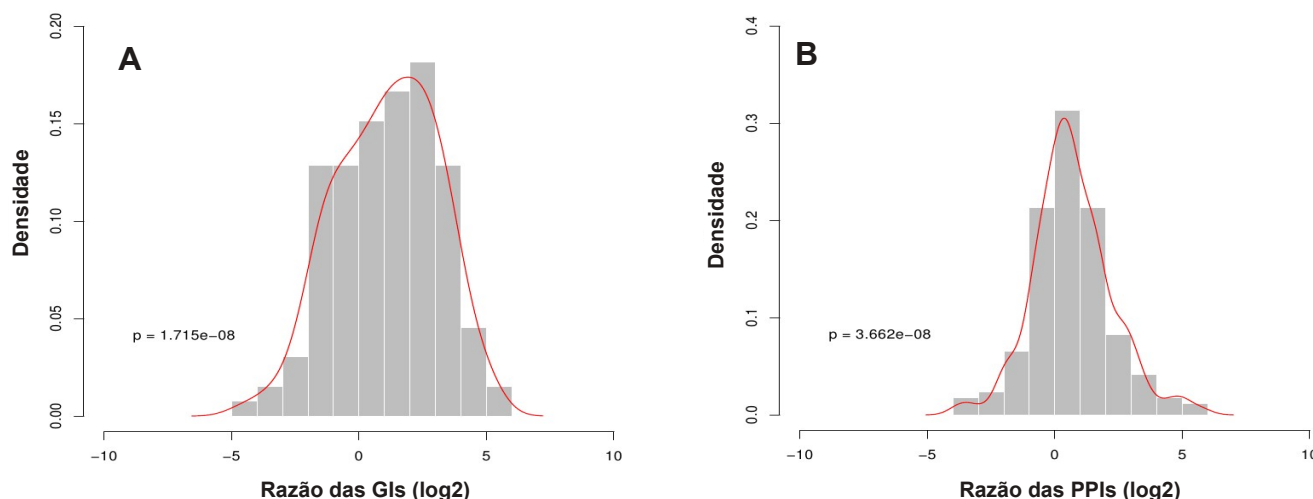 A
Densidade
0.20
0.15
0.10
0.05
0.00
p = 1.715e−08
−10
−5
0
5
10
Razão das GIs (log2)
B
Densidade
0.4
0.3
0.2
0.1
0.0
p = 3.662e−08
−10
−5
0
5
10
Razão das PPIs (log2)